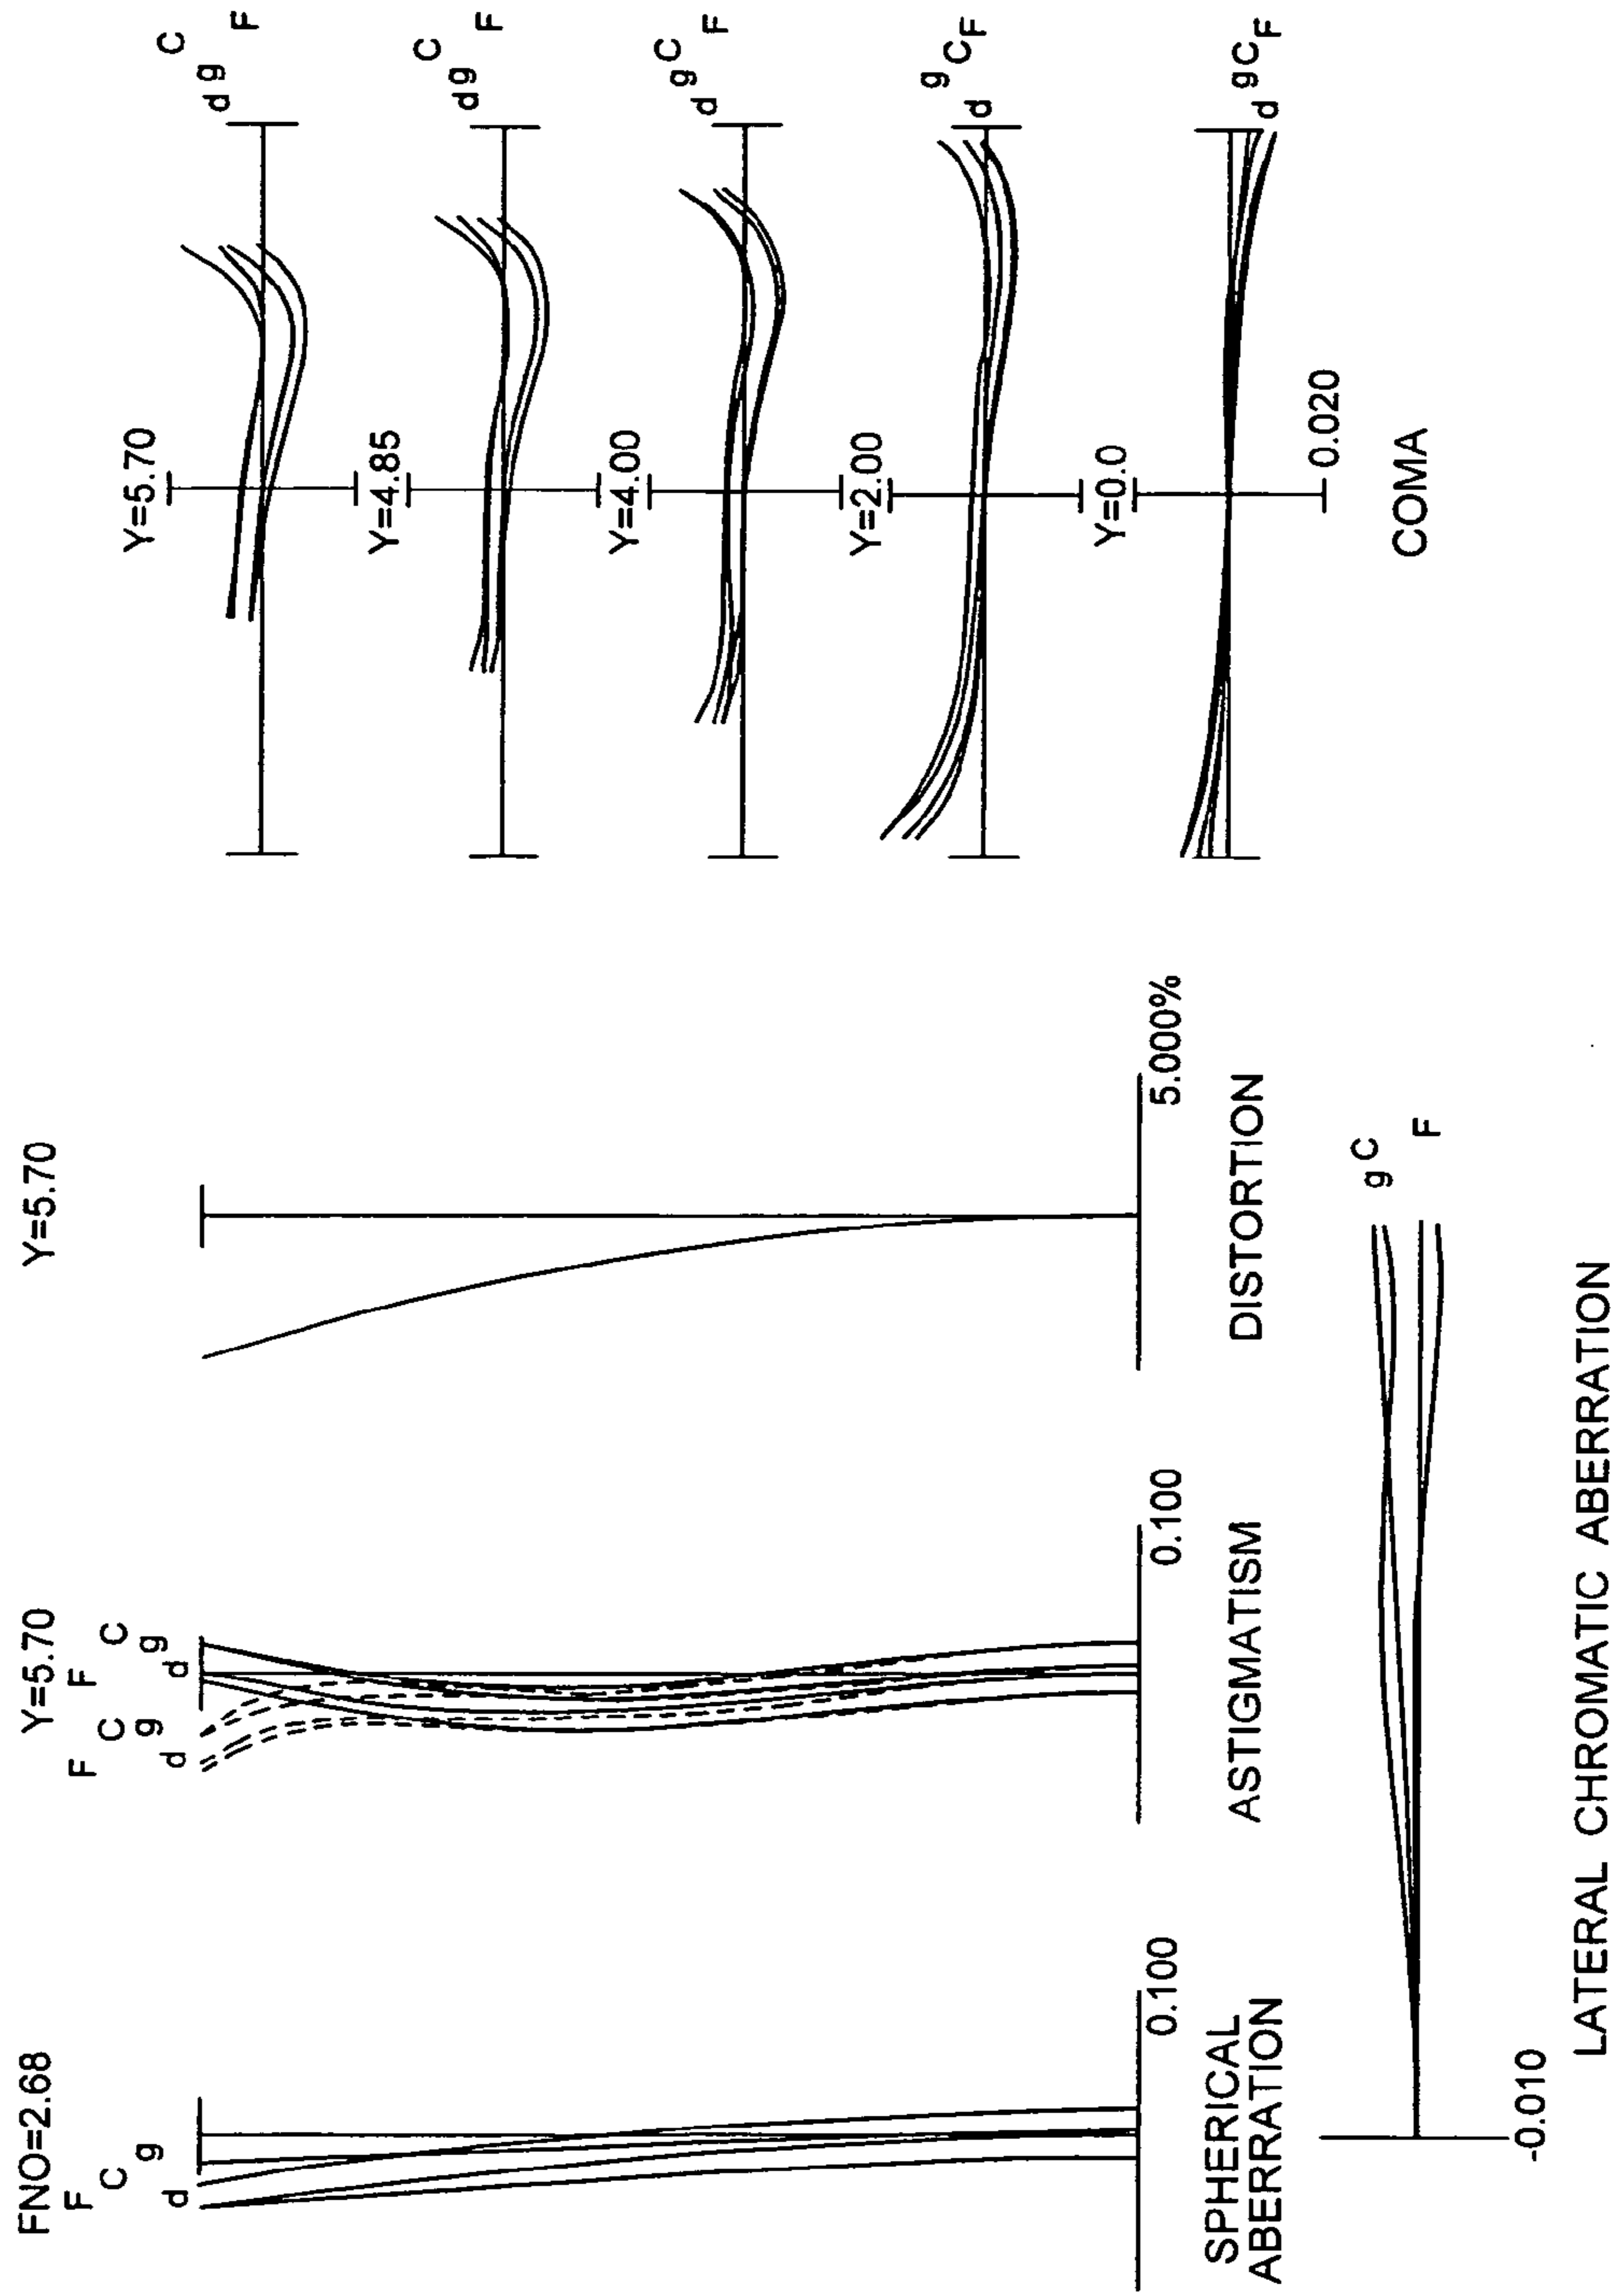 FNO=2.68
F
C
g
d
0.100
SPHERICAL
ABERRATION
Y=5.70
F F
C C
g g
d d
0.100
ASTIGMATISM
Y=5.70
5.000%
DISTORTION
Y=5.70
d g C F
Y=4.85
d g C F
Y=4.00
d g C F
Y=2.00
d g C F
Y=0.0
d g C F
0.020
COMA
g C
F
-0.010
LATERAL CHROMATIC ABERRATION